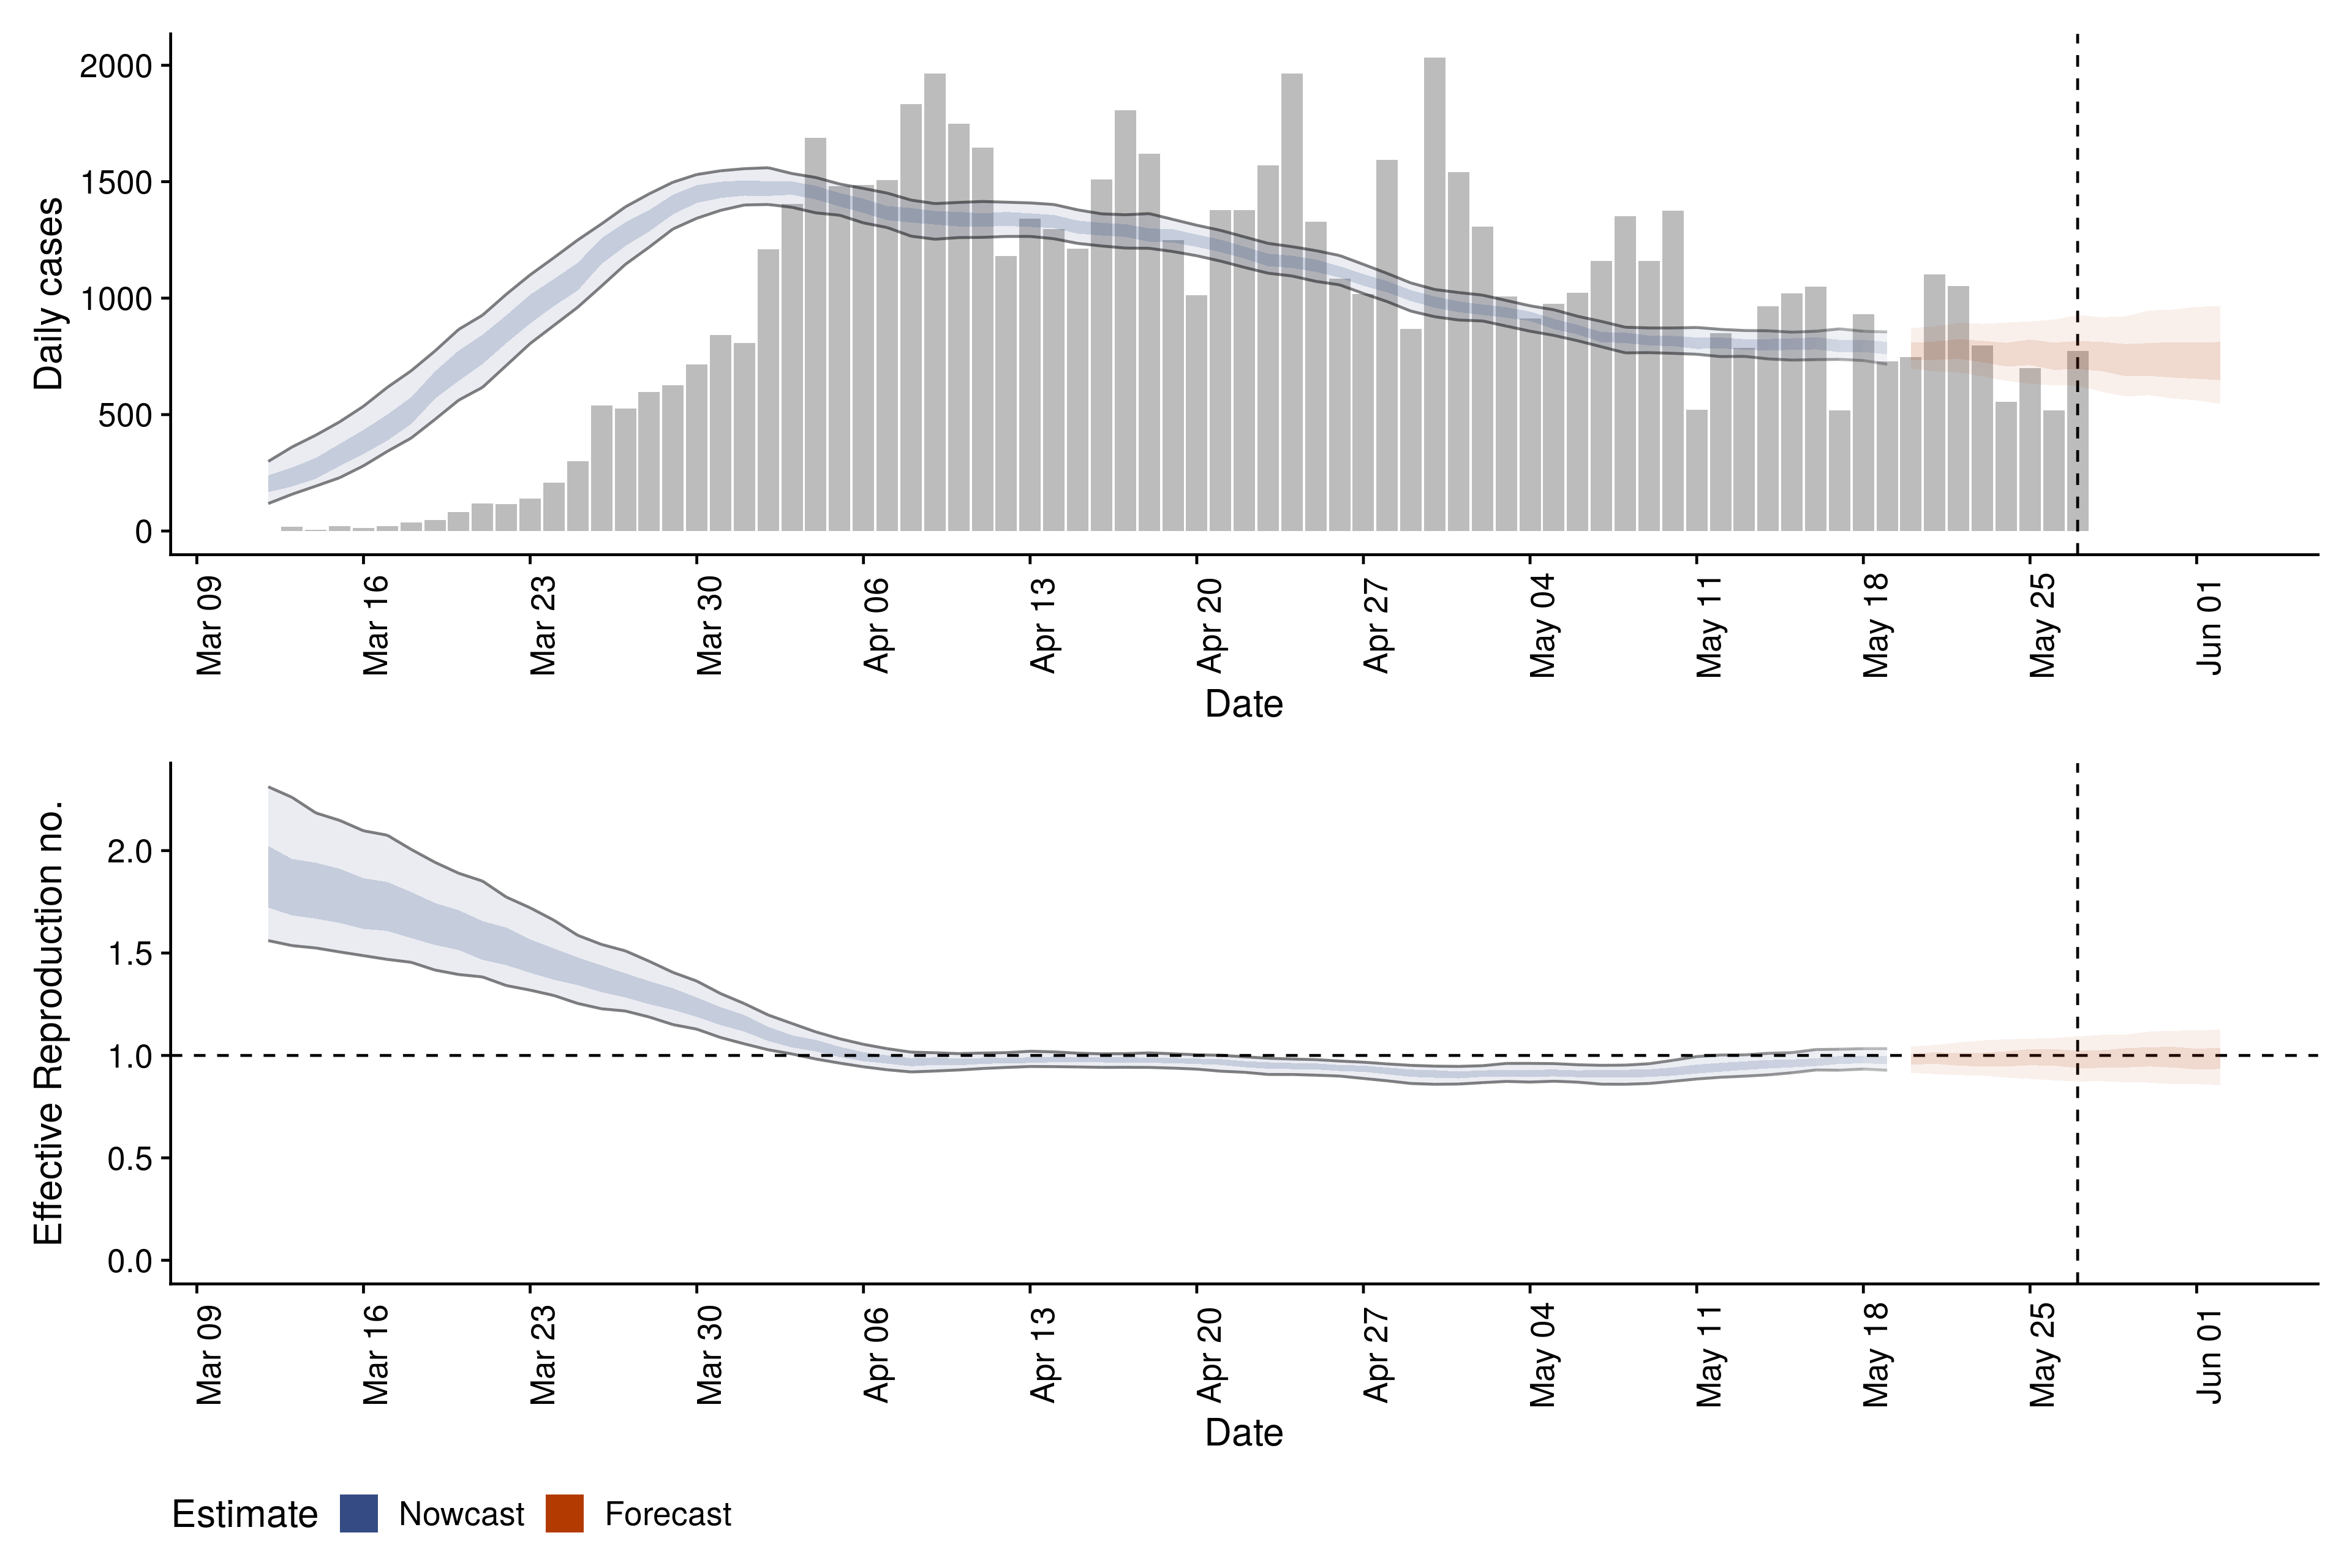 Daily cases
2000
1500
1000
500
0
Mar 09 Mar 16 Mar 23 Mar 30 Apr 06 Apr 13 Apr 20 Apr 27 May 04 May 11 May 18 May 25 Jun 01
Date
Effective Reproduction no.
2.0
1.5
1.0
0.5
0.0
Mar 09 Mar 16 Mar 23 Mar 30 Apr 06 Apr 13 Apr 20 Apr 27 May 04 May 11 May 18 May 25 Jun 01
Date
Estimate Nowcast Forecast